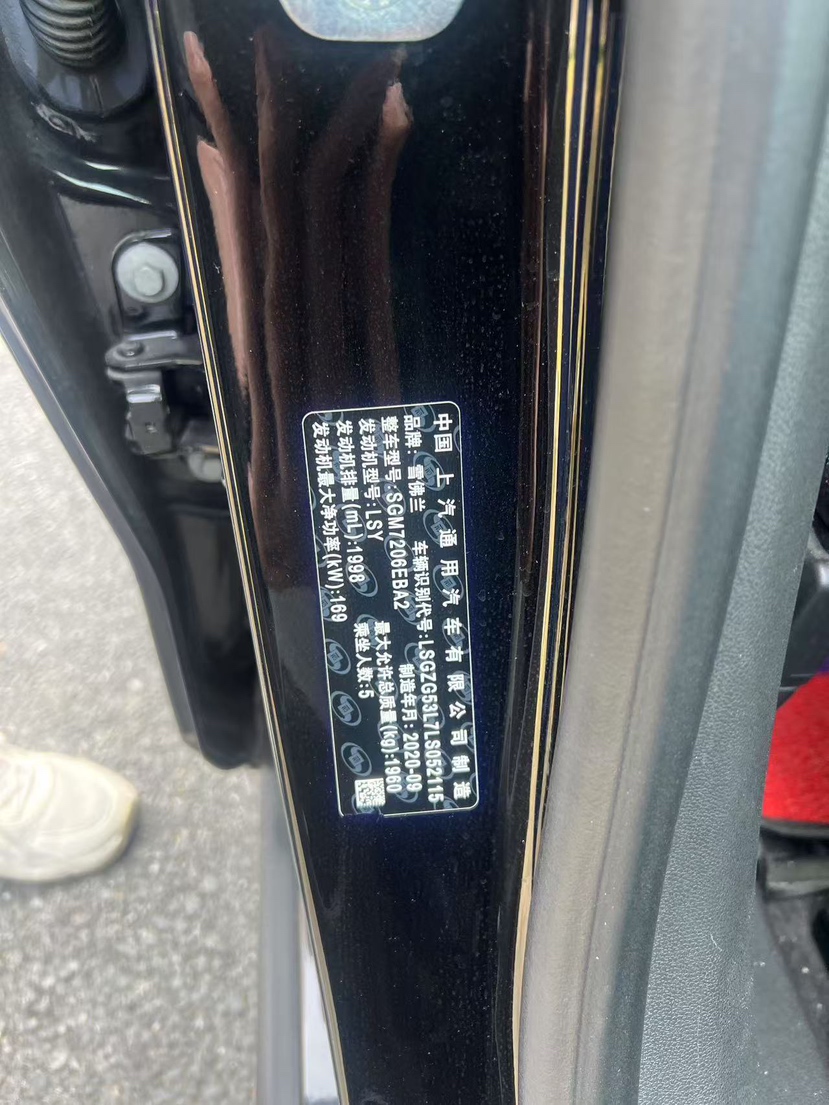 中国 上汽通用汽车有限公司制造
品牌: 雪佛兰 车辆识别代号:LSGZG53L7LS052115
整车型号:SGM7206EBA2 制造年月: 2020-09
发动机型号:LSY 最大允许总质量(kg):1960
发动机排量(mL):1998 乘坐人数:5
发动机最大净功率(kW):169